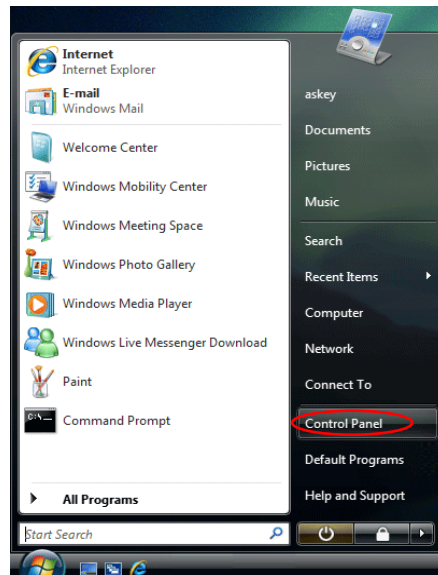 Internet
Internet Explorer
E-mail
Windows Mail
Welcome Center
Windows Mobility Center
Windows Meeting Space
Windows Photo Gallery
Windows Media Player
Windows Live Messenger Download
Paint
C:\_
Command Prompt
All Programs
Start Search
askey
Documents
Pictures
Music
Search
Recent Items
Computer
Network
Connect To
Control Panel
Default Programs
Help and Support